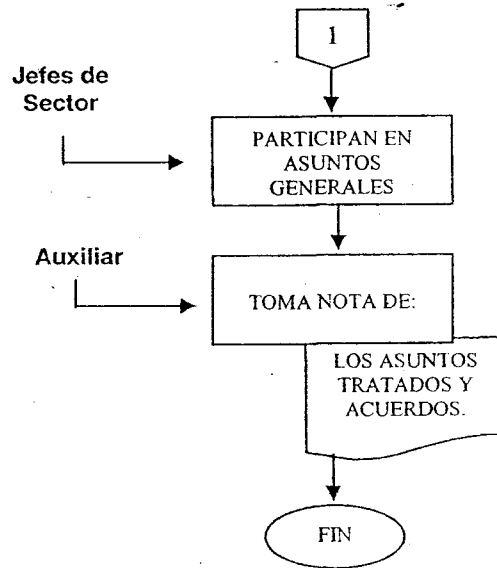 1
Jefes de
Sector
PARTICIPAN EN
ASUNTOS
GENERALES
Auxiliar
TOMA NOTA DE:
LOS ASUNTOS
TRATADOS Y
ACUERDOS.
FIN